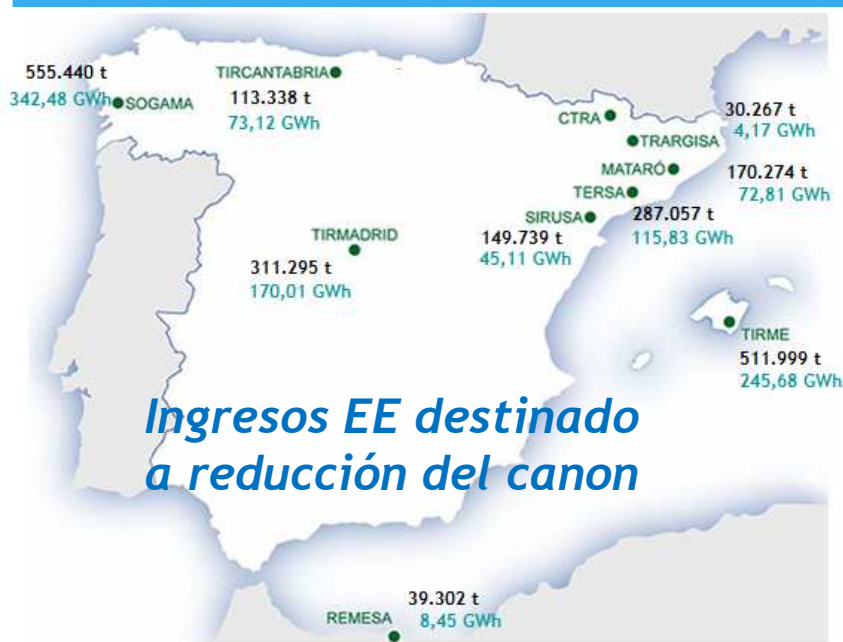 555.440 t
342,48 GWh
SOGAMA
TIRCANTABRIA
113.338 t
73,12 GWh
CTRA
TRARGISA
30.267 t
4,17 GWh
MATARÓ
170.274 t
72,81 GWh
TERSA
287.057 t
115,83 GWh
SIRUSA
149.739 t
45,11 GWh
TIRMADRID
311.295 t
170,01 GWh
TIRME
511.999 t
245,68 GWh
Ingresos EE destinado
a reducción del canon
REMESA
39.302 t
8,45 GWh